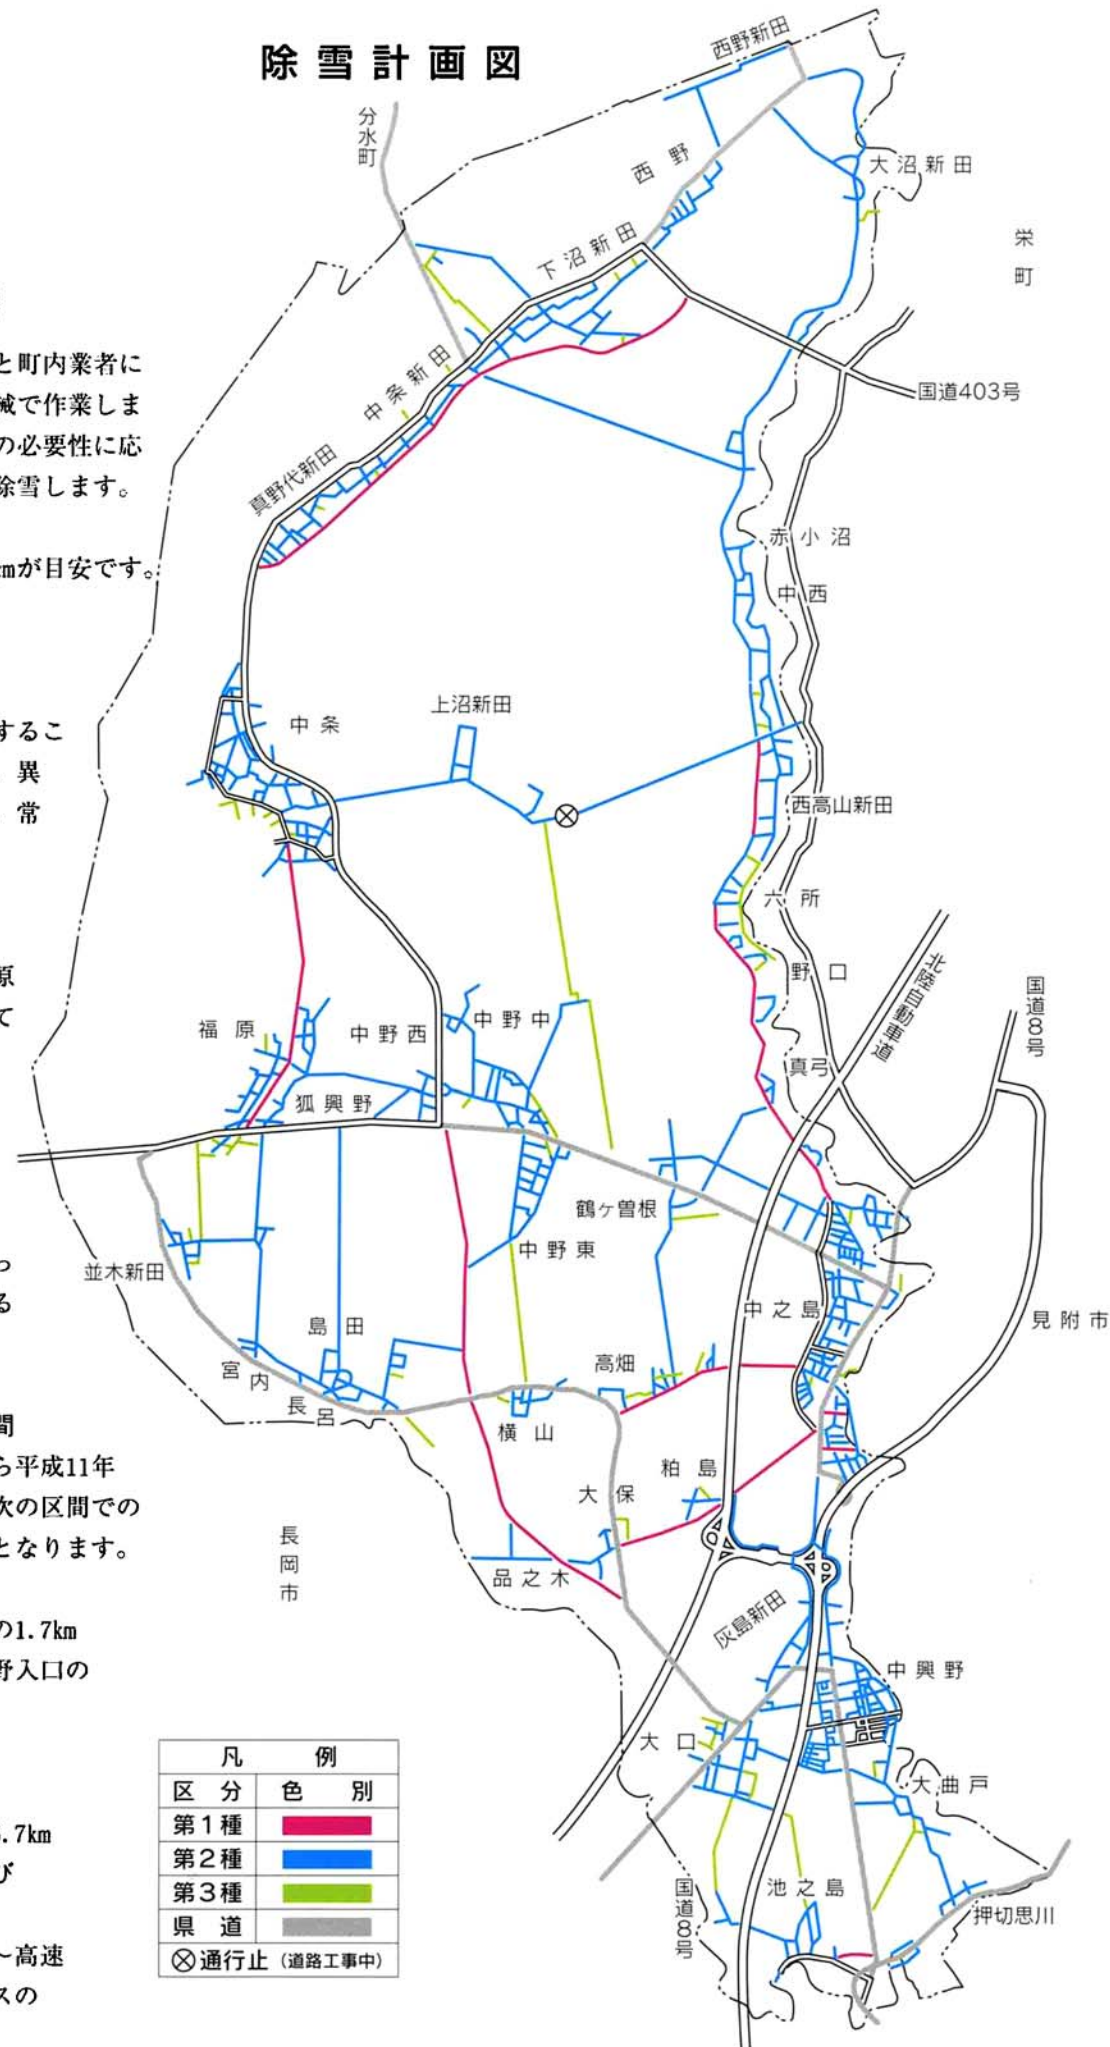 除雪計画図
西野新田
分水町
西野
大沼新田
下沼新田
栄町
と町内業者に
械で作業しま
の必要性に応
除雪します。
cmが目安です。
中条新田
国道403号
真野代新田
赤小沼
中西
するこ
異
常
中条
上沼新田
西高山新田
六所
野口
北陸自動車道
国道8号
原
て
福原
中野西
中野中
真弓
狐興野
鶴ヶ曽根
中野東
並木新田
っ
る
中之島
見附市
島田
宮内
高畑
長呂
横山
間
ら平成11年
次の区間での
となります。
粕島
大保
長岡市
品之木
の1.7km
野入口の
灰島新田
中興野
大口
大曲戸
.7km
び
池之島
国道8号
押切思川
～高速
スの
凡例
区分 色別
第1種
第2種
第3種
県道
⊗通行止(道路工事中)